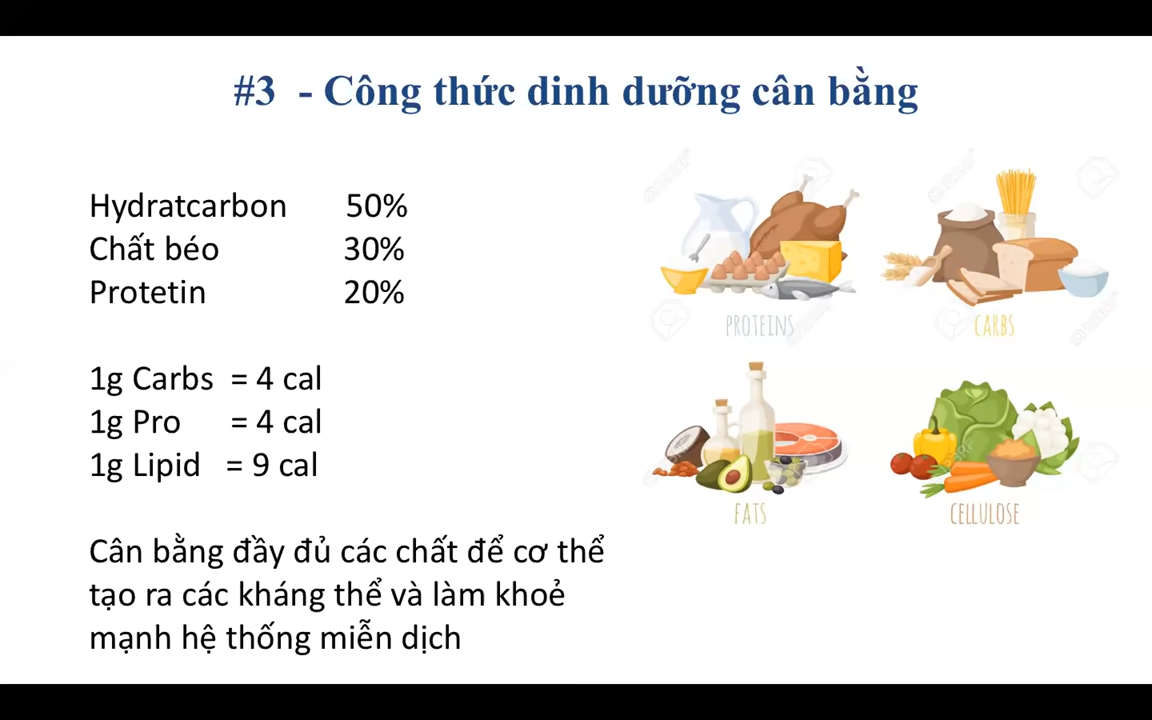 #3 - Công thức dinh dưỡng cân bằng
Hydratcarbon 50%
Chất béo 30%
Protetin 20%
1g Carbs = 4 cal
1g Pro = 4 cal
1g Lipid = 9 cal
Cân bằng đầy đủ các chất để cơ thể
tạo ra các kháng thể và làm khoẻ
mạnh hệ thống miễn dịch
PROTEINS
CARBS
FATS
CELLULOSE